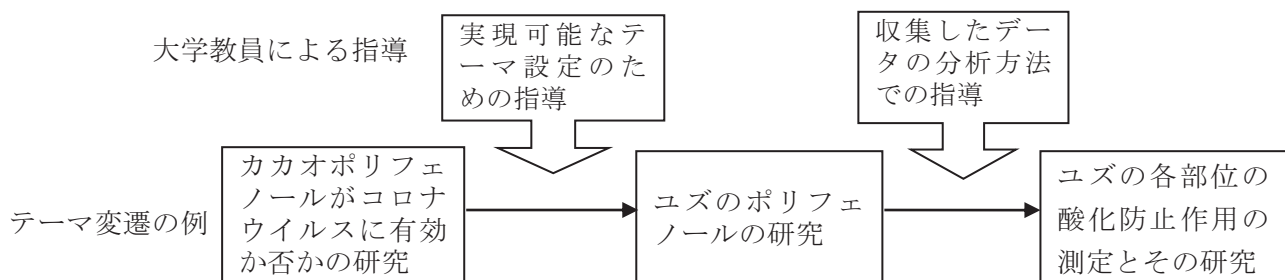 大学教員による指導
実現可能なテ
ーマ設定のた
めの指導
収集したデー
タの分析方法
での指導
テーマ変遷の例
カカオポリフェ
ノールがコロナ
ウイルスに有効
か否かの研究
ユズのポリフェ
ノールの研究
ユズの各部位の
酸化防止作用の
測定とその研究